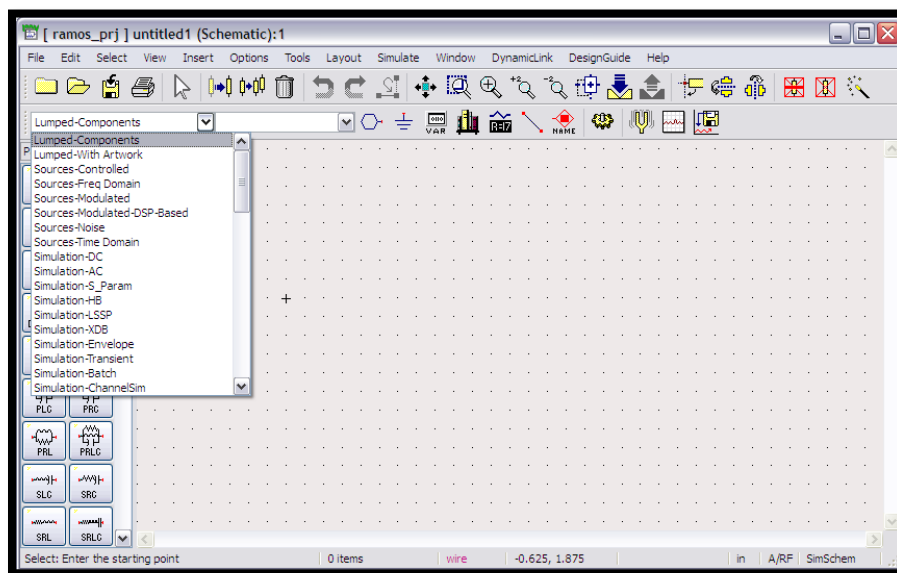 [ ramos_prj ] untitled1 (Schematic):1
File Edit Select View Insert Options Tools Layout Simulate Window DynamicLink DesignGuide Help
Lumped-Components
VAR
NAME
Lumped-Components
Lumped-With Artwork
Sources-Controlled
Sources-Freq Domain
Sources-Modulated
Sources-Modulated-DSP-Based
Sources-Noise
Sources-Time Domain
Simulation-DC
Simulation-AC
Simulation-S_Param
Simulation-HB
Simulation-LSSP
Simulation-XDB
Simulation-Envelope
Simulation-Transient
Simulation-Batch
Simulation-ChannelSim
PLC PRC
PRL PRLC
SLC SRC
SRL SRLC
Select: Enter the starting point 0 items wire -0.625, 1.875 in A/RF SimSchem